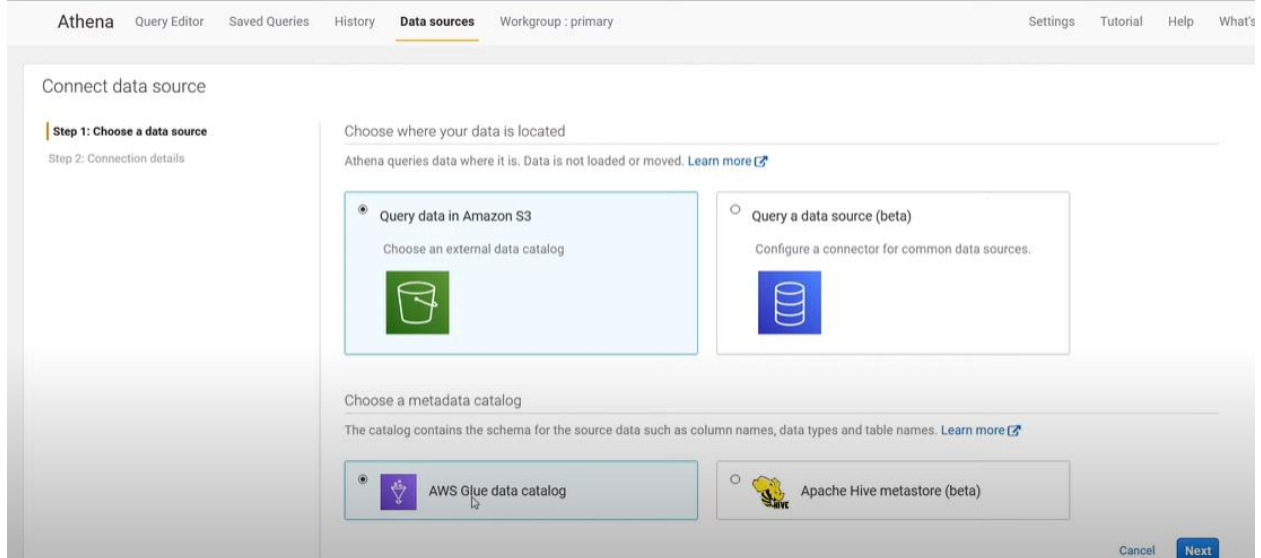 Athena Query Editor Saved Queries History Data sources Workgroup : primary Settings Tutorial Help What's
Connect data source
Step 1: Choose a data source
Step 2: Connection details
Choose where your data is located
Athena queries data where it is. Data is not loaded or moved. Learn more
Query data in Amazon S3
Choose an external data catalog
Query a data source (beta)
Configure a connector for common data sources.
Choose a metadata catalog
The catalog contains the schema for the source data such as column names, data types and table names. Learn more
AWS Glue data catalog
HIVE
Apache Hive metastore (beta)
Cancel Next